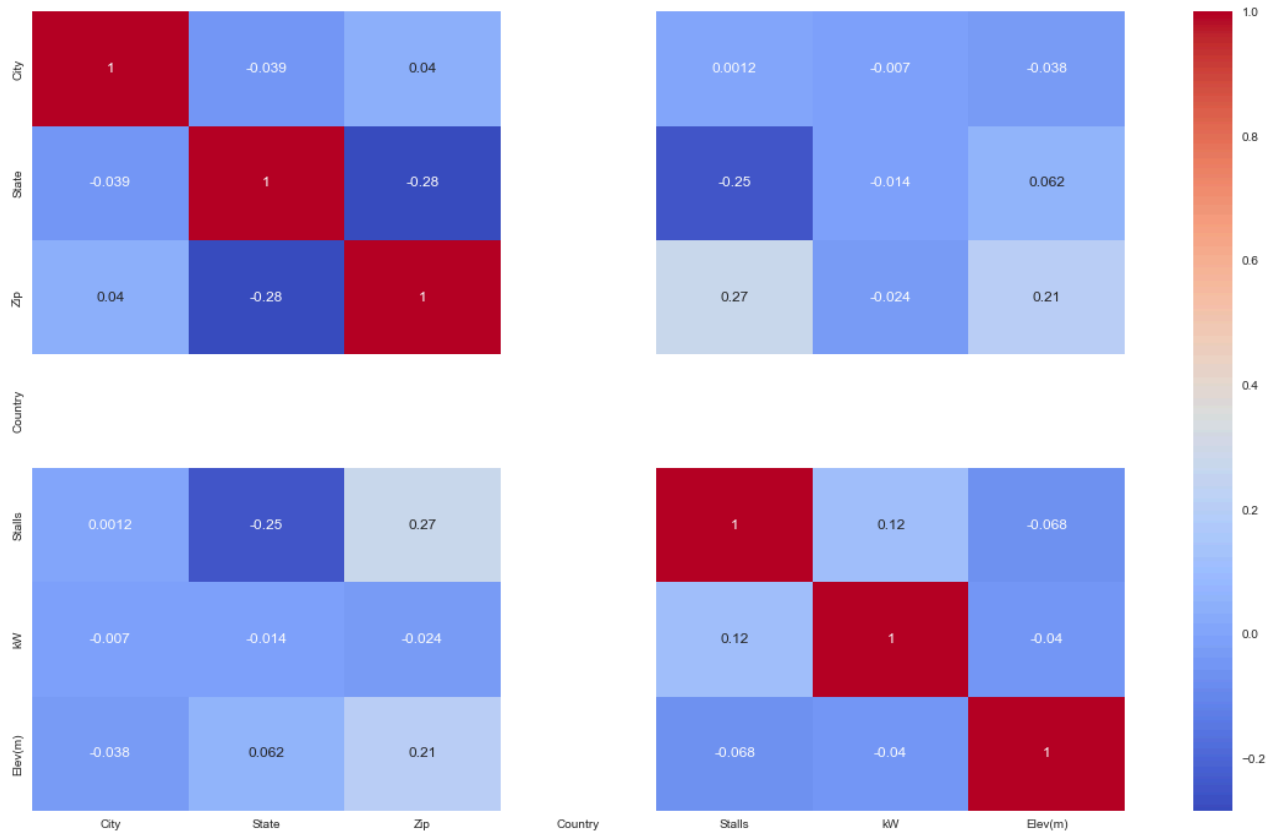 City 1 -0.039 0.04 0.0012 -0.007 -0.038
State -0.039 1 -0.28 -0.25 -0.014 0.062
Zip 0.04 -0.28 1 0.27 -0.024 0.21
Country
Stalls 0.0012 -0.25 0.27 1 0.12 -0.068
kW -0.007 -0.014 -0.024 0.12 1 -0.04
Elev(m) -0.038 0.062 0.21 -0.068 -0.04 1
City State Zip Country Stalls kW Elev(m)
1.0
0.8
0.6
0.4
0.2
0.0
−0.2